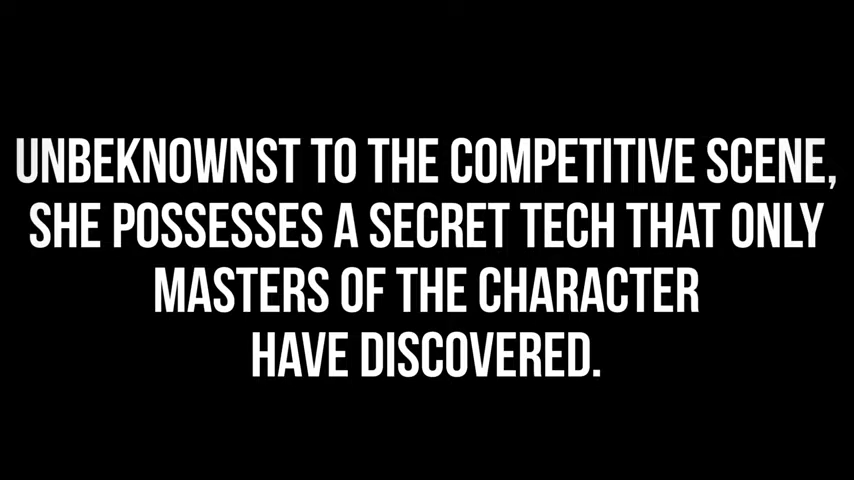 UNBEKNOWNST TO THE COMPETITIVE SCENE,
SHE POSSESSES A SECRET TECH THAT ONLY
MASTERS OF THE CHARACTER
HAVE DISCOVERED.